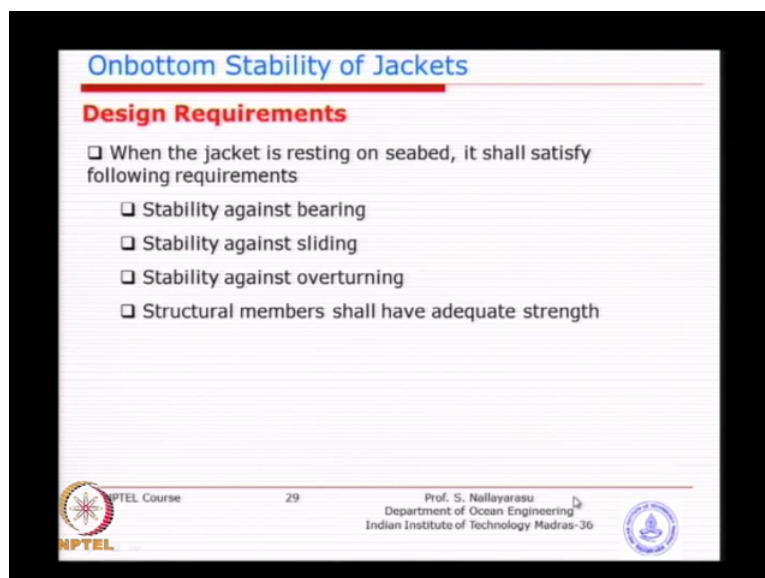 Onbottom Stability of Jackets
Design Requirements
❑ When the jacket is resting on seabed, it shall satisfy
following requirements
❑ Stability against bearing
❑ Stability against sliding
❑ Stability against overturning
❑ Structural members shall have adequate strength
NPTEL Course
29
Prof. S. Nallayarasu
Department of Ocean Engineering
Indian Institute of Technology Madras-36
NPTEL